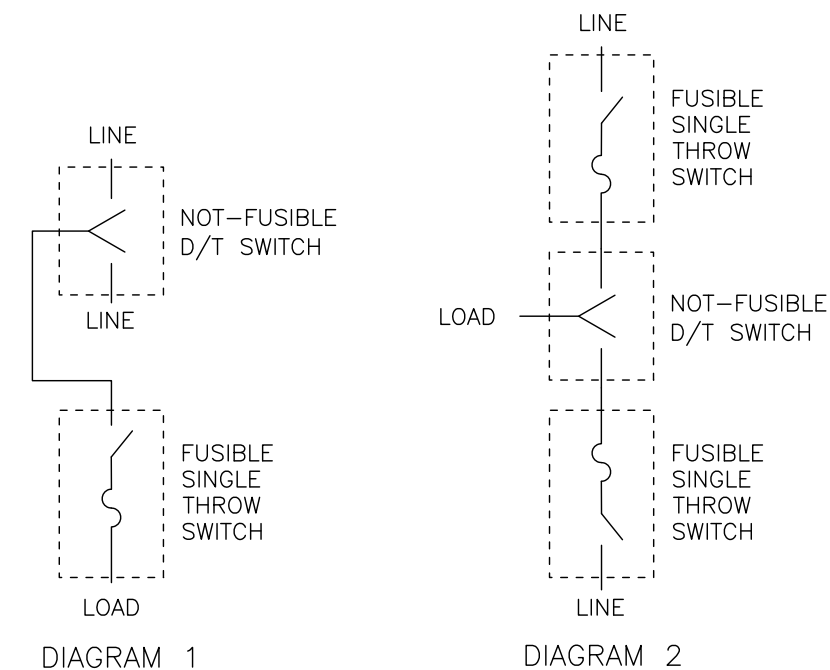 LINE
NOT-FUSIBLE
D/T SWITCH
LINE
FUSIBLE
SINGLE
THROW
SWITCH
LOAD
DIAGRAM 1
LINE
FUSIBLE
SINGLE
THROW
SWITCH
LOAD
NOT-FUSIBLE
D/T SWITCH
FUSIBLE
SINGLE
THROW
SWITCH
LINE
DIAGRAM 2